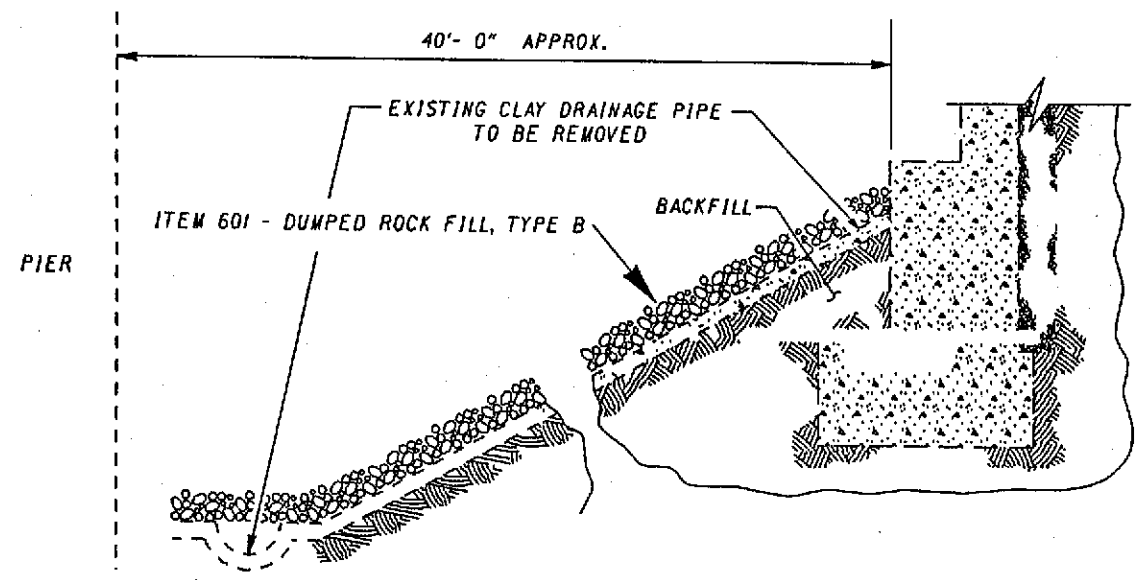 40'- 0" APPROX.
EXISTING CLAY DRAINAGE PIPE
TO BE REMOVED
ITEM 601 - DUMPED ROCK FILL, TYPE B
BACKFILL
PIER